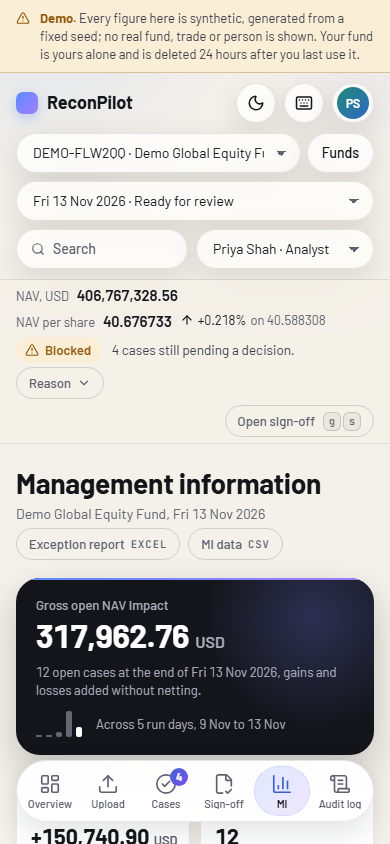 Demo. Every figure here is synthetic, generated from a
fixed seed; no real fund, trade or person is shown. Your fund
is yours alone and is deleted 24 hours after you last use it.
ReconPilot
PS
DEMO-FLW2QQ · Demo Global Equity Fu
Funds
Fri 13 Nov 2026 · Ready for review
Search
Priya Shah · Analyst
NAV, USD 406,767,328.56
NAV per share 40.676733 ↑ +0.218% on 40.588308
Blocked 4 cases still pending a decision.
Reason
Open sign-off g s
Management information
Demo Global Equity Fund, Fri 13 Nov 2026
Exception report EXCEL
MI data CSV
Gross open NAV impact
317,962.76 USD
12 open cases at the end of Fri 13 Nov 2026, gains and
losses added without netting.
Across 5 run days, 9 Nov to 13 Nov
4
Overview Upload Cases Sign-off MI Audit log
+150,740.90 USD
12